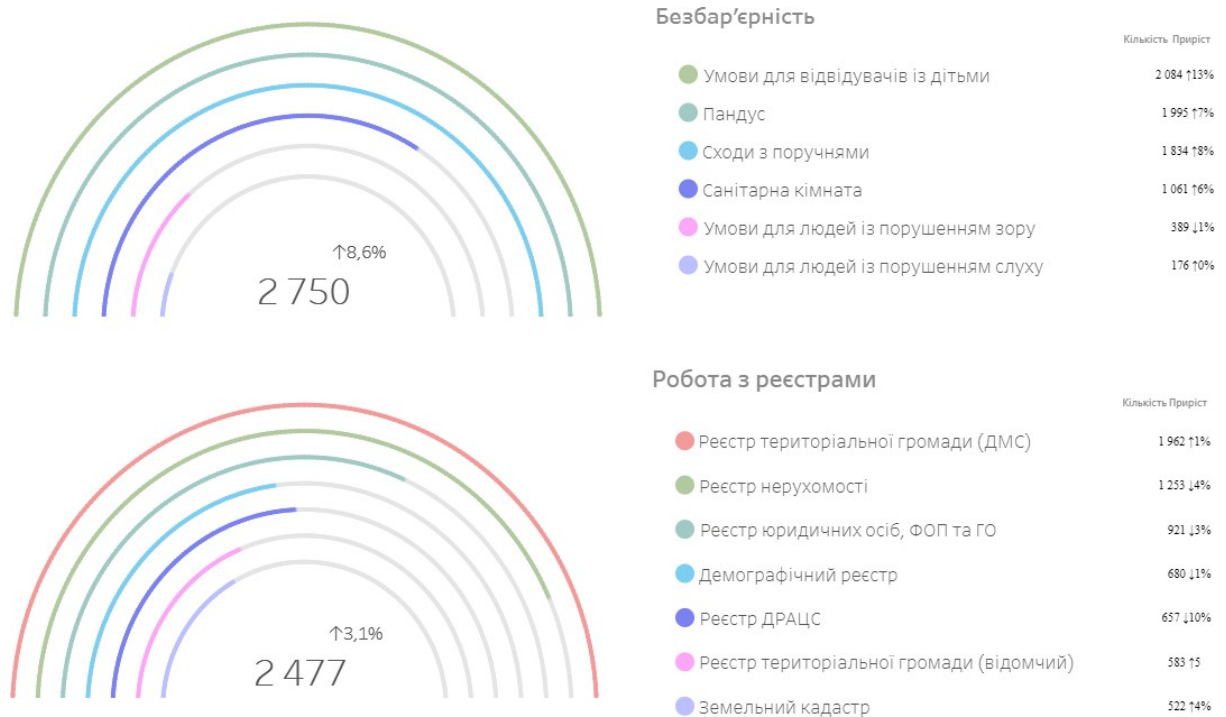 Безбар’єрність
Кількість Приріст
Умови для відвідувачів із дітьми 2 084 ↑13%
Пандус 1 995 ↑7%
Сходи з поручнями 1 834 ↑8%
Санітарна кімната 1 061 ↑6%
Умови для людей із порушенням зору 389 ↓1%
Умови для людей із порушенням слуху 176 ↑0%
↑8,6%
2 750
Робота з реєстрами
Кількість Приріст
Реєстр територіальної громади (ДМС) 1 962 ↑1%
Реєстр нерухомості 1 253 ↓4%
Реєстр юридичних осіб, ФОП та ГО 921 ↓3%
Демографічний реєстр 680 ↓1%
Реєстр ДРАЦС 657 ↓10%
Реєстр територіальної громади (відомчий) 583 ↑5
Земельний кадастр 522 ↑4%
↑3,1%
2 477